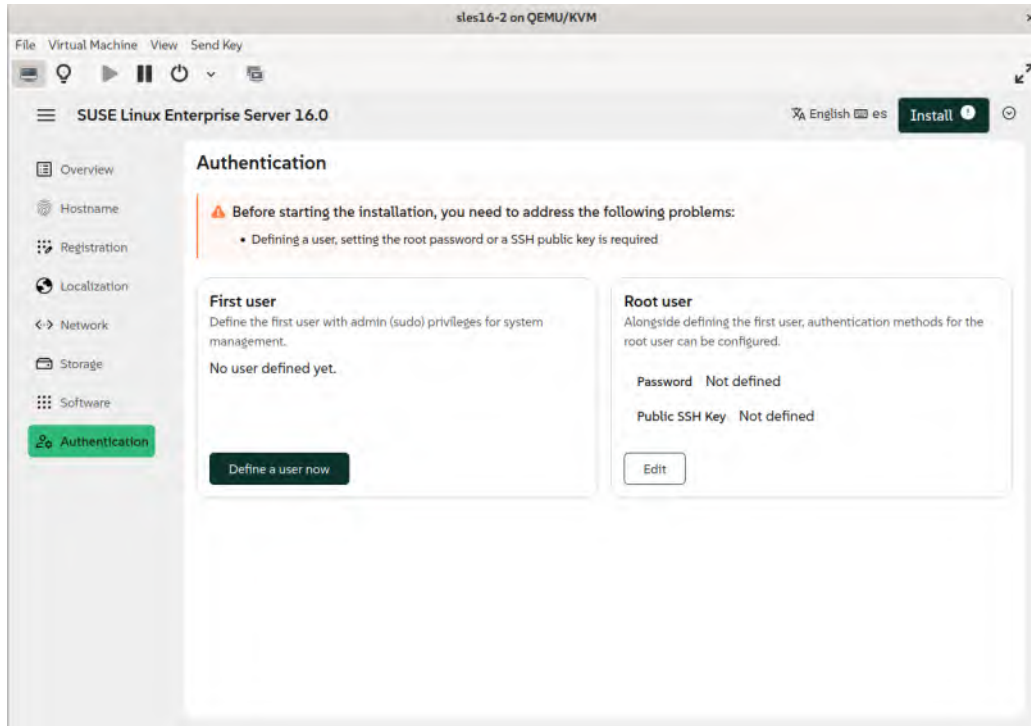 sles16-2 on QEMU/KVM
File Virtual Machine View Send Key
SUSE Linux Enterprise Server 16.0
English es Install
Overview
Hostname
Registration
Localization
Network
Storage
Software
Authentication
Authentication
Before starting the installation, you need to address the following problems:
• Defining a user, setting the root password or a SSH public key is required
First user
Define the first user with admin (sudo) privileges for system
management.
No user defined yet.
Define a user now
Root user
Alongside defining the first user, authentication methods for the
root user can be configured.
Password Not defined
Public SSH Key Not defined
Edit